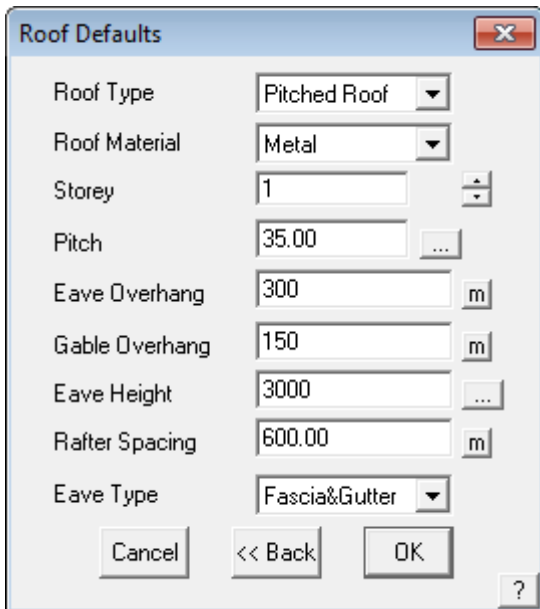 Roof Defaults
Roof Type Pitched Roof
Roof Material Metal
Storey 1
Pitch 35.00 ...
Eave Overhang 300 m
Gable Overhang 150 m
Eave Height 3000 ...
Rafter Spacing 600.00 m
Eave Type Fascia&Gutter
Cancel << Back OK
?